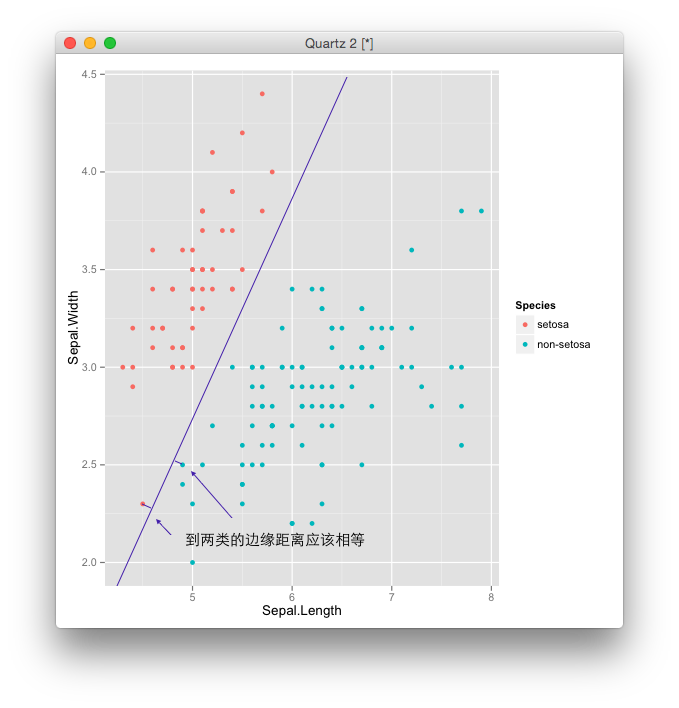 Quartz 2 [*]
4.5
4.0
3.5
3.0
2.5
2.0
Sepal.Width
5
6
7
8
Sepal.Length
Species
setosa
non-setosa
到两类的边缘距离应该相等